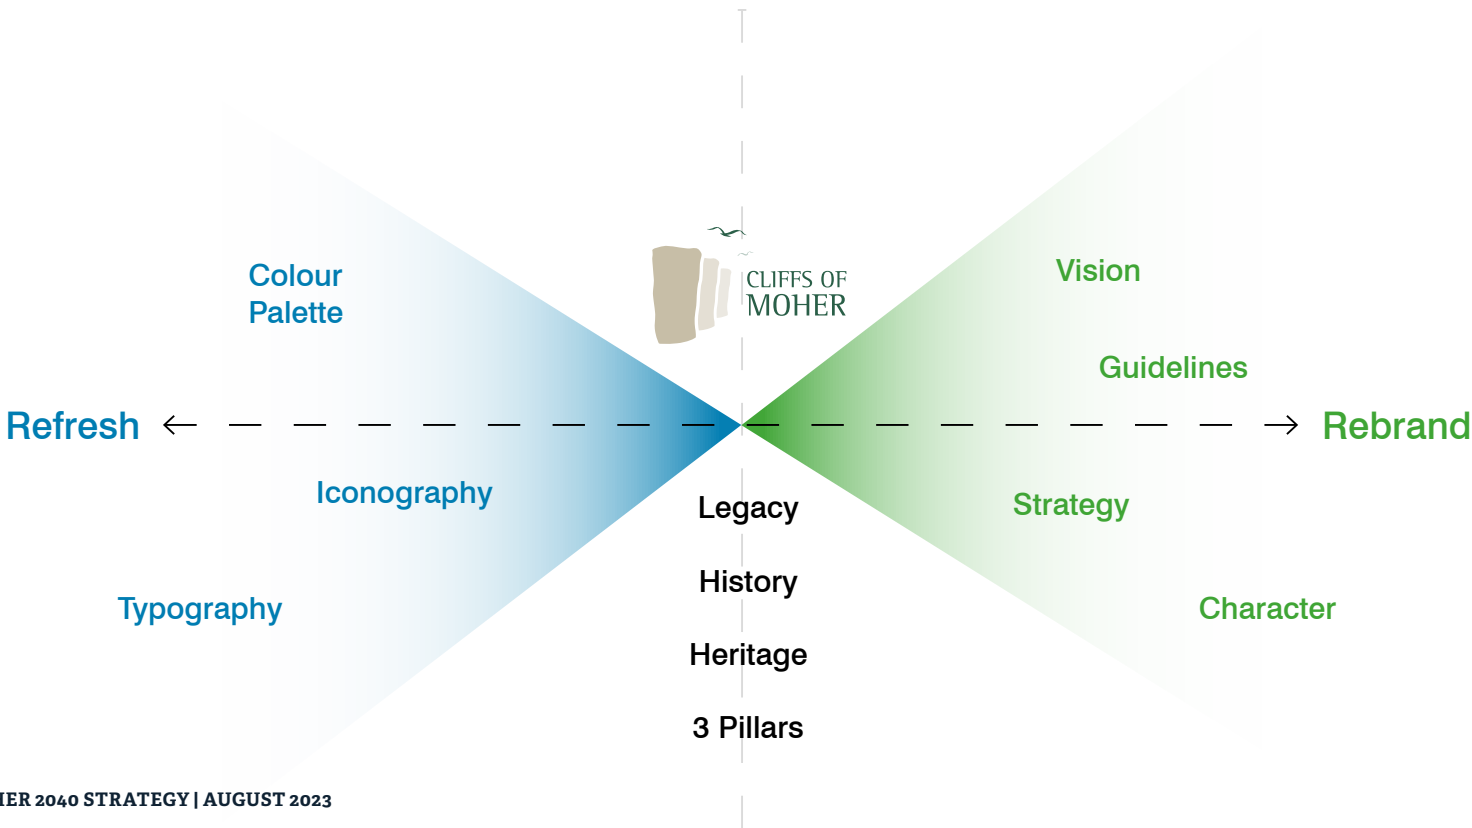 CLIFFS OF
MOHER
Colour
Palette
Vision
Guidelines
Refresh
Rebrand
Iconography
Strategy
Legacy
History
Typography
Character
Heritage
3 Pillars
2040 STRATEGY | AUGUST 2023